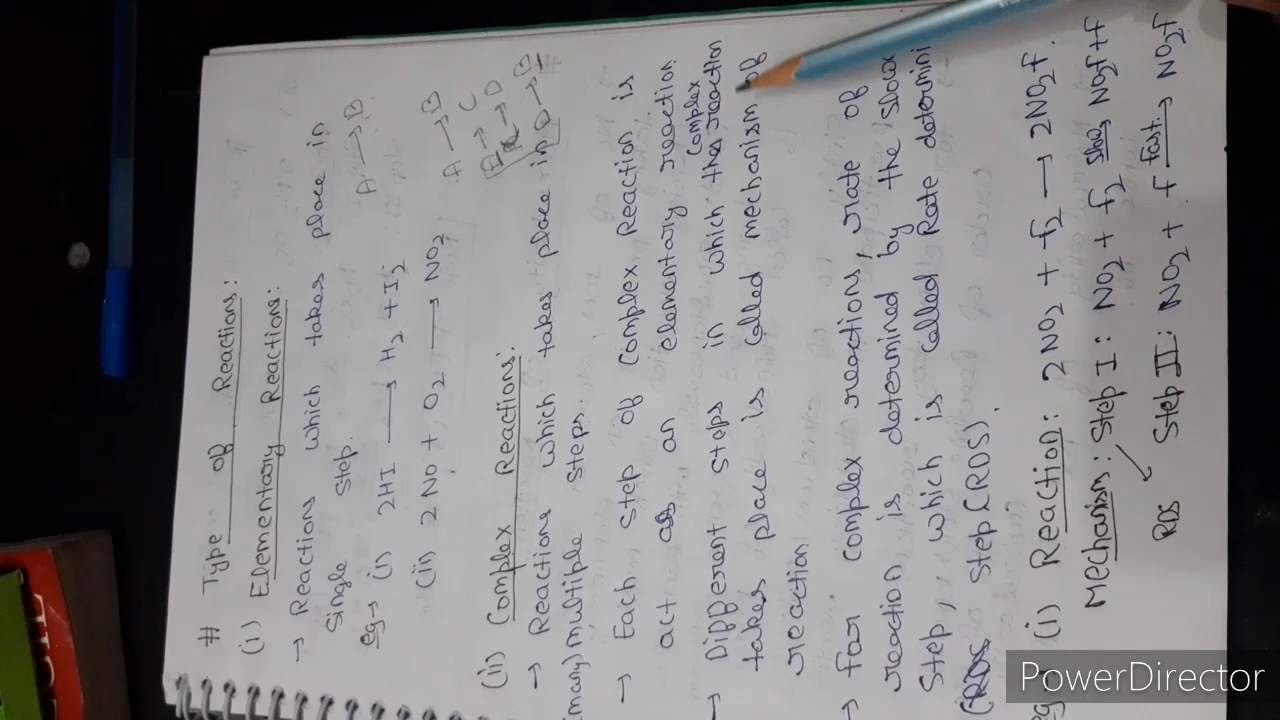 # Type of Reactions:
(i) Elementary Reactions:
→ Reactions which takes place in
single step.
eg→ (i) 2HI ⟶ H2 + I2 A ⟶ B
(ii) 2NO + O2 ⟶ NO2 A ⟶ B
(ii) Complex Reactions:
→ Reactions which takes place in
(many) multiple steps.
→ Each step of complex Reaction is
act as an elementary reaction
→ Different steps in which the complex reaction
takes place is called mechanism of
reaction
→ For complex reactions, rate of
reaction is determined by the slow
step, which is called Rate determini
(RDS step (RDS).
eg→ (i) Reaction: 2NO2 + F2 ⟶ 2NO2F.
Mechanism: Step I: NO2 + F2 Slow NO2F + F
RDS Step II: NO2 + F Fast→ NO2F
PowerDirector